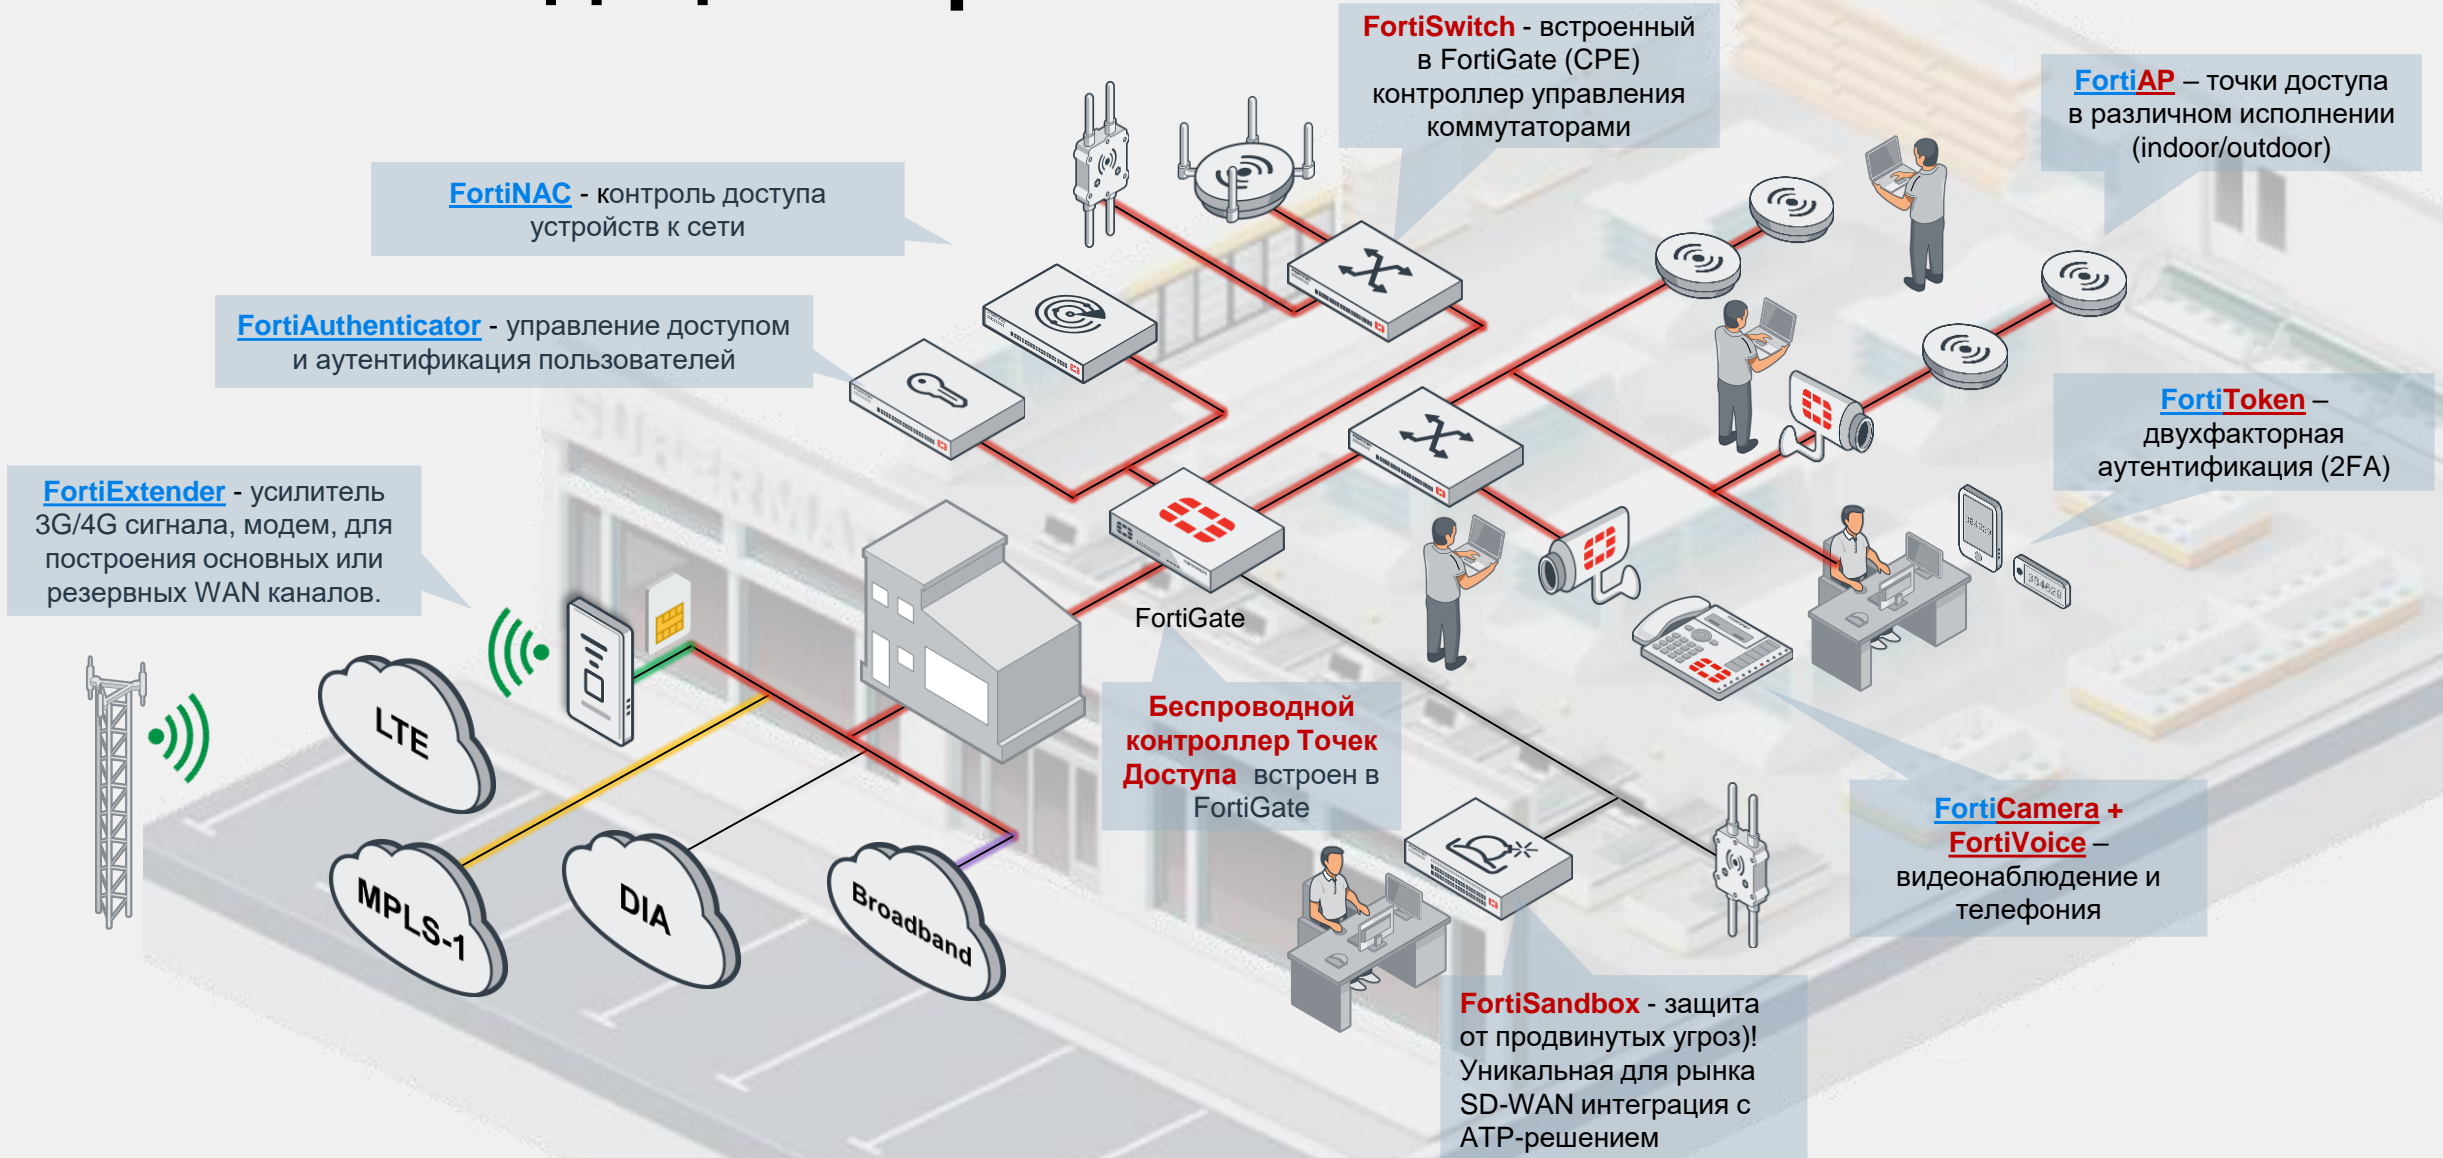 FortiSwitch - встроенный
в FortiGate (CPE)
контроллер управления
коммутаторами
FortiAP – точки доступа
в различном исполнении
(indoor/outdoor)
FortiNAC - контроль доступа
устройств к сети
FortiAuthenticator - управление доступом
и аутентификация пользователей
FortiToken –
двухфакторная
аутентификация (2FA)
FortiExtender - усилитель
3G/4G сигнала, модем, для
построения основных или
резервных WAN каналов.
FortiGate
Беспроводной
контроллер Точек
Доступа встроен в
FortiGate
LTE
MPLS-1
DIA
Broadband
FortiCamera +
FortiVoice –
видеонаблюдение и
телефония
FortiSandbox - защита
от продвинутых угроз)!
Уникальная для рынка
SD-WAN интеграция с
ATP-решением